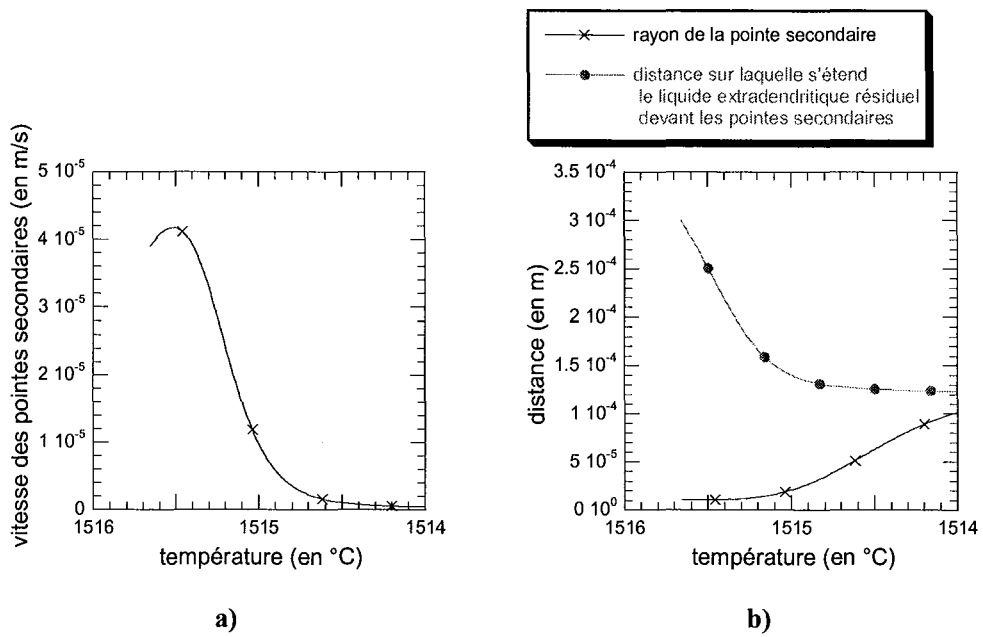 rayon de la pointe secondaire
distance sur laquelle s'étend
le liquide extradendritique résiduel
devant les pointes secondaires
vitesse des pointes secondaires (en m/s)
5 10-5
4 10-5
3 10-5
2 10-5
1 10-5
0
1516
1515
1514
température (en °C)
a)
distance (en m)
3.5 10-4
3 10-4
2.5 10-4
2 10-4
1.5 10-4
1 10-4
5 10-5
0 100
1516
1515
1514
température (en °C)
b)